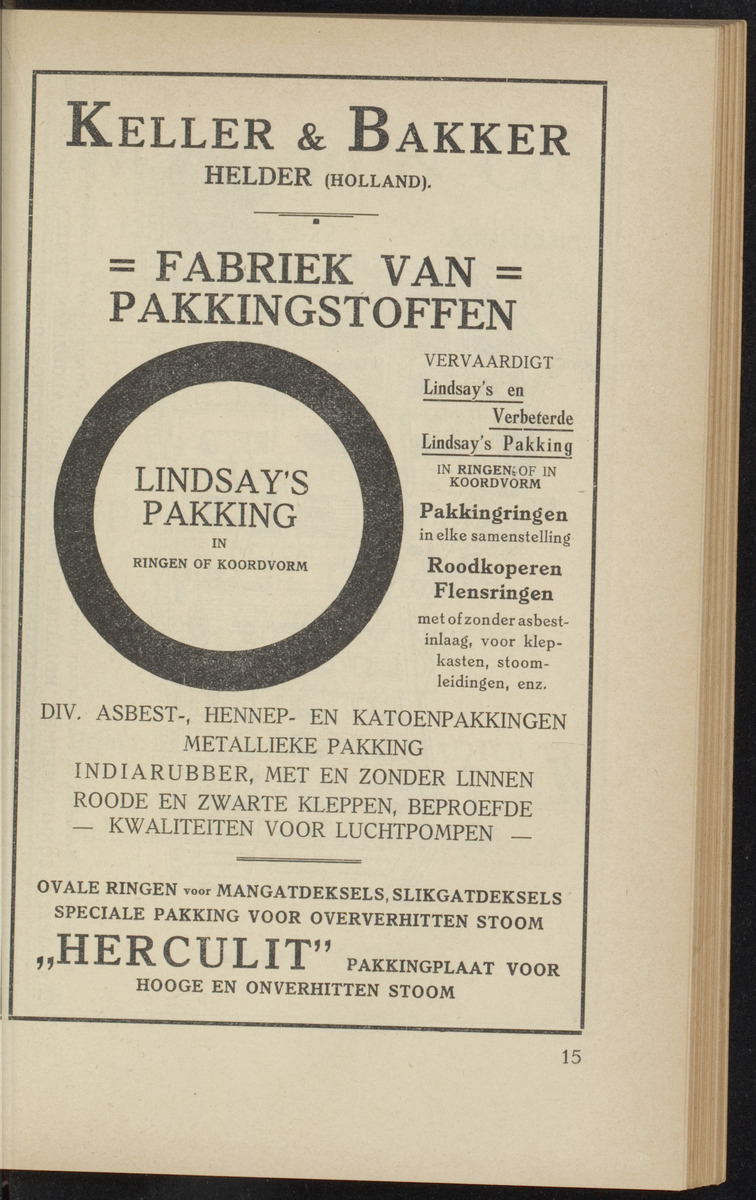 KELLER & BAKKER
HELDER (HOLLAND).
= FABRIEK VAN =
PAKKINGSTOFFEN
LINDSAY'S
PAKKING
IN
RINGEN OF KOORDVORM
VERVAARDIGT
Lindsay's en
Verbeterde
Lindsay's Pakking
IN RINGEN OF IN
KOORDVORM
Pakkingringen
in elke samenstelling
Roodkoperen
Flensringen
met of zonder asbest-
inlaag, voor klep-
kasten, stoom-
leidingen, enz.
DIV. ASBEST-, HENNEP- EN KATOENPAKKINGEN
METALLIEKE PAKKING
INDIARUBBER, MET EN ZONDER LINNEN
ROODE EN ZWARTE KLEPPEN, BEPROEFDE
— KWALITEITEN VOOR LUCHTPOMPEN —
OVALE RINGEN voor MANGATDEKSELS, SLIKGATDEKSELS
SPECIALE PAKKING VOOR OVERVERHITTEN STOOM
„HERCULIT” PAKKINGPLAAT VOOR
HOOGE EN ONVERHITTEN STOOM
15